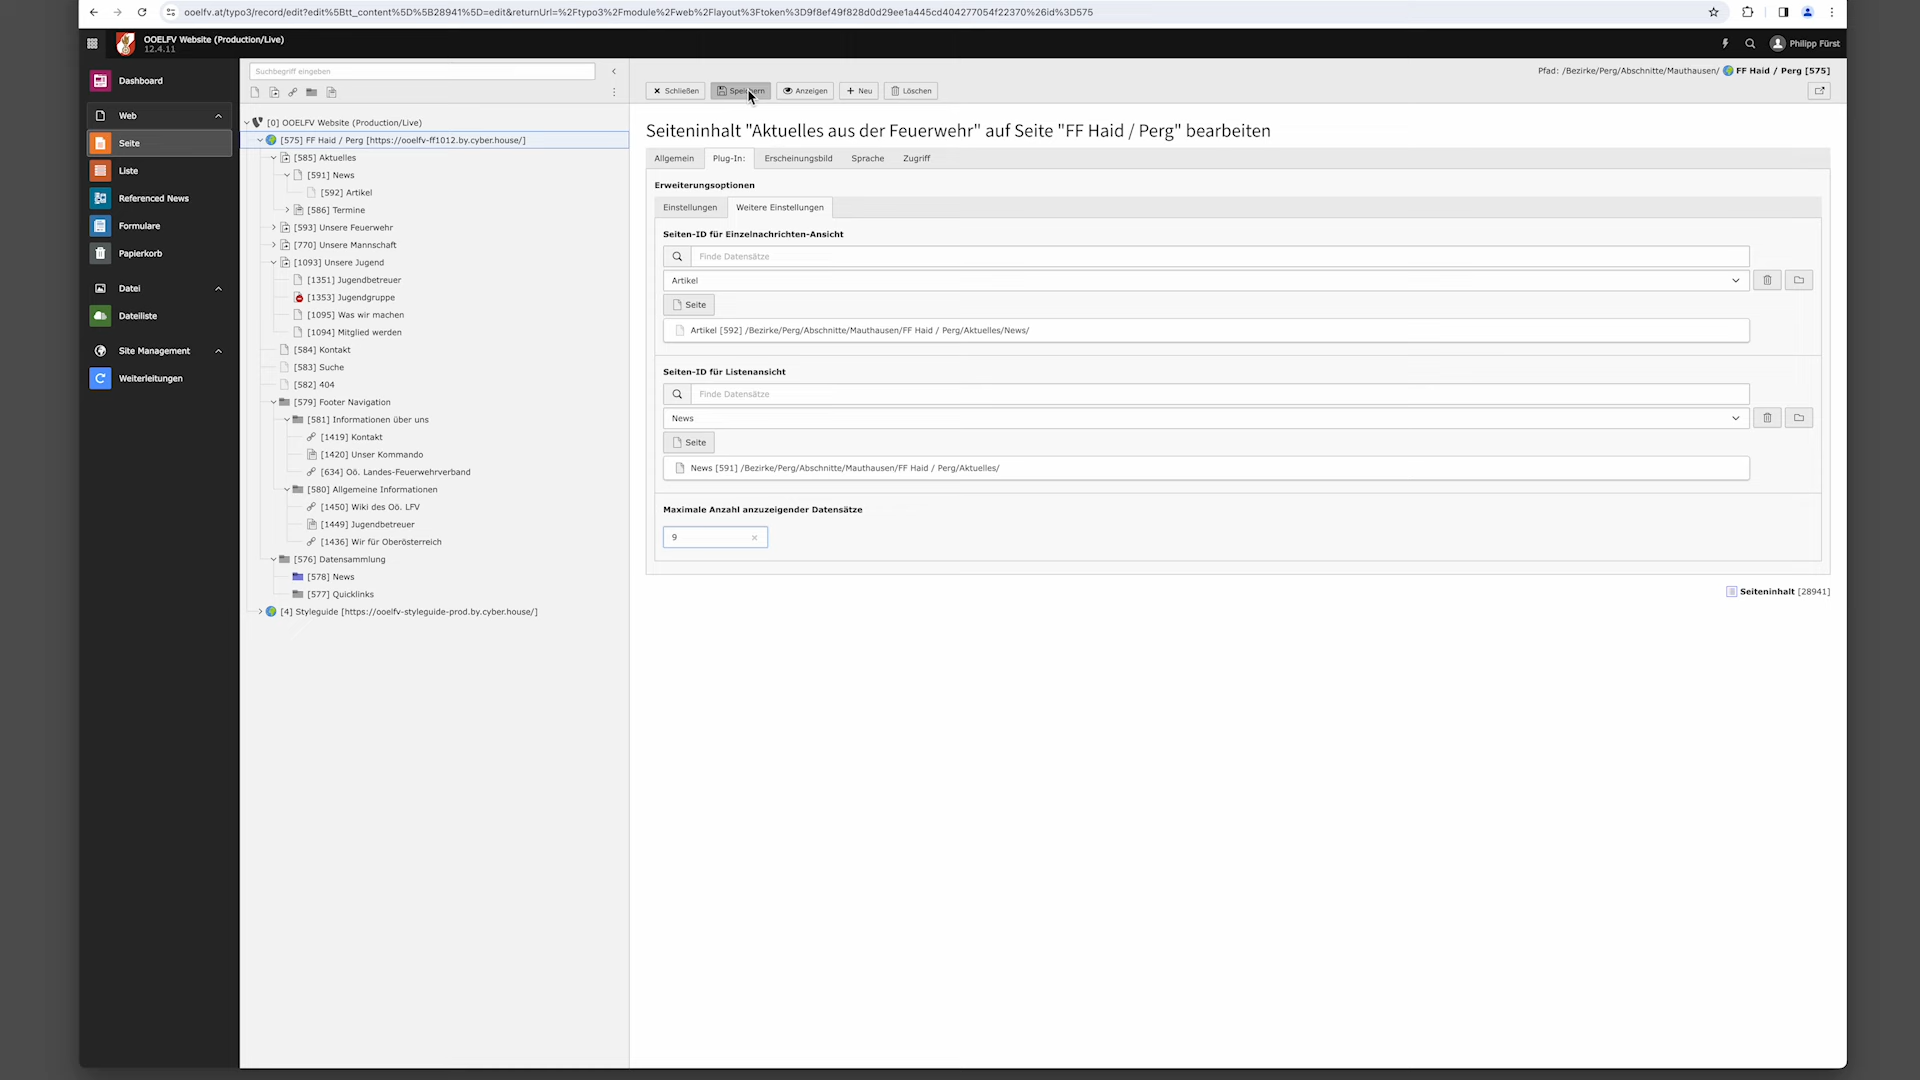 ooelfv.at/typo3/record/edit?edit%5Btt_content%5D%5B28941%5D=edit&returnUrl=%2Ftypo3%2Fmodule%2Fweb%2Flayout%3Ftoken%3D9f8ef49f828d0d29ee1a445cd404277054f22370%26id%3D575
OOELFV Website (Production/Live)
12.4.11
Philipp Fürst
Dashboard
Web
Seite
Liste
Referenced News
Formulare
Papierkorb
Datei
Dateiliste
Site Management
Weiterleitungen
Suchbegriff eingeben
[0] OOELFV Website (Production/Live)
[575] FF Haid / Perg [https://ooelfv-ff1012.by.cyber.house/]
[585] Aktuelles
[591] News
[592] Artikel
[586] Termine
[593] Unsere Feuerwehr
[770] Unsere Mannschaft
[1093] Unsere Jugend
[1351] Jugendbetreuer
[1353] Jugendgruppe
[1095] Was wir machen
[1094] Mitglied werden
[584] Kontakt
[583] Suche
[582] 404
[579] Footer Navigation
[581] Informationen über uns
[1419] Kontakt
[1420] Unser Kommando
[634] Oö. Landes-Feuerwehrverband
[580] Allgemeine Informationen
[1450] Wiki des Oö. LFV
[1449] Jugendbetreuer
[1436] Wir für Oberösterreich
[576] Datensammlung
[578] News
[577] Quicklinks
[4] Styleguide [https://ooelfv-styleguide-prod.by.cyber.house/]
Pfad: /Bezirke/Perg/Abschnitte/Mauthausen/ FF Haid / Perg [575]
Schließen Speichern Anzeigen Neu Löschen
Seiteninhalt "Aktuelles aus der Feuerwehr" auf Seite "FF Haid / Perg" bearbeiten
Allgemein Plug-In: Erscheinungsbild Sprache Zugriff
Erweiterungsoptionen
Einstellungen Weitere Einstellungen
Seiten-ID für Einzelnachrichten-Ansicht
Finde Datensätze
Artikel
Seite
Artikel [592] /Bezirke/Perg/Abschnitte/Mauthausen/FF Haid / Perg/Aktuelles/News/
Seiten-ID für Listenansicht
Finde Datensätze
News
Seite
News [591] /Bezirke/Perg/Abschnitte/Mauthausen/FF Haid / Perg/Aktuelles/
Maximale Anzahl anzuzeigender Datensätze
9
Seiteninhalt [28941]